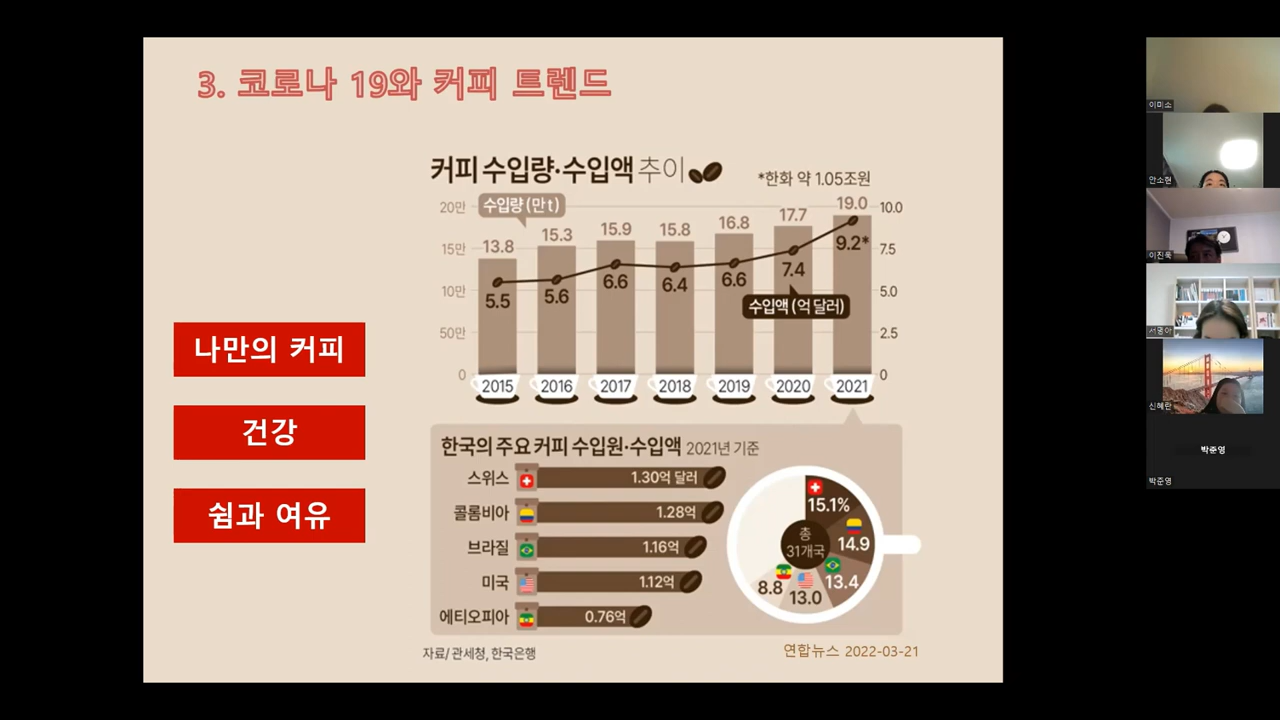 3. 코로나 19와 커피 트렌드
커피 수입량·수입액 추이
*한화 약 1.05조원
수입량 (만 t)
20만
15만
10만
50만
0
10.0
7.5
5.0
2.5
0
13.8
15.3
15.9
15.8
16.8
17.7
19.0
5.5
5.6
6.6
6.4
6.6
7.4
9.2*
수입액 (억 달러)
2015
2016
2017
2018
2019
2020
2021
나만의 커피
건강
쉼과 여유
한국의 주요 커피 수입원·수입액 2021년 기준
스위스 1.30억 달러
콜롬비아 1.28억
브라질 1.16억
미국 1.12억
에티오피아 0.76억
총
31개국
15.1%
14.9
13.4
13.0
8.8
자료/ 관세청, 한국은행
연합뉴스 2022-03-21
이미소
안소현
이진욱
서명아
신혜란
박준영
박준영